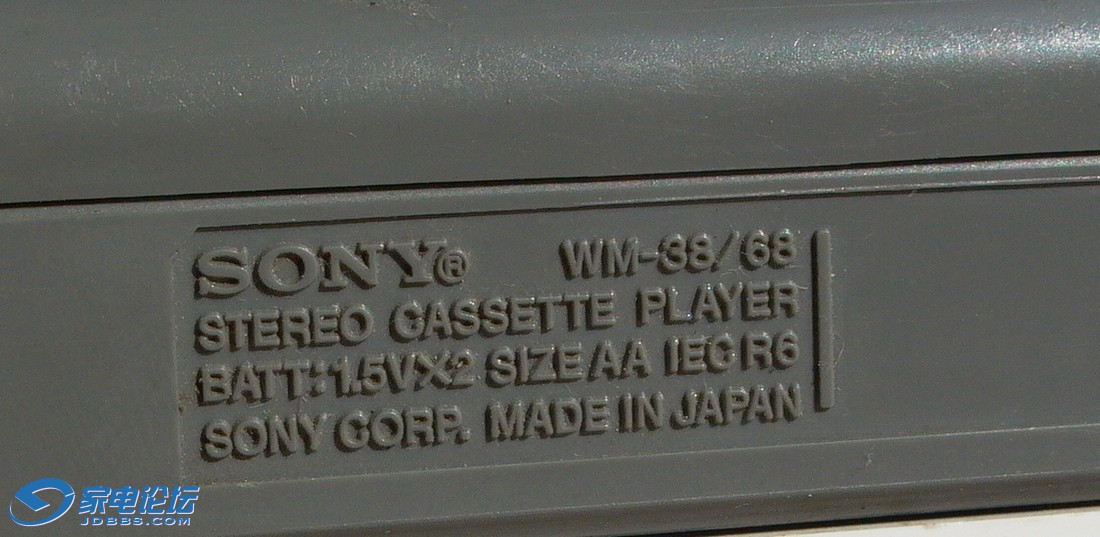 SONY® WM-38/68
STEREO CASSETTE PLAYER
BATT:1.5V×2 SIZE AA IEC R6
SONY CORP. MADE IN JAPAN
家电论坛
JDBBS.COM